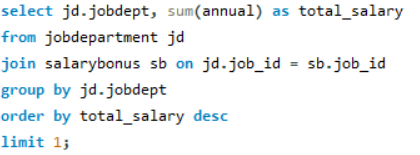 select jd.jobdept, sum(annual) as total_salary
from jobdepartment jd
join salarybonus sb on jd.job_id = sb.job_id
group by jd.jobdept
order by total_salary desc
limit 1;